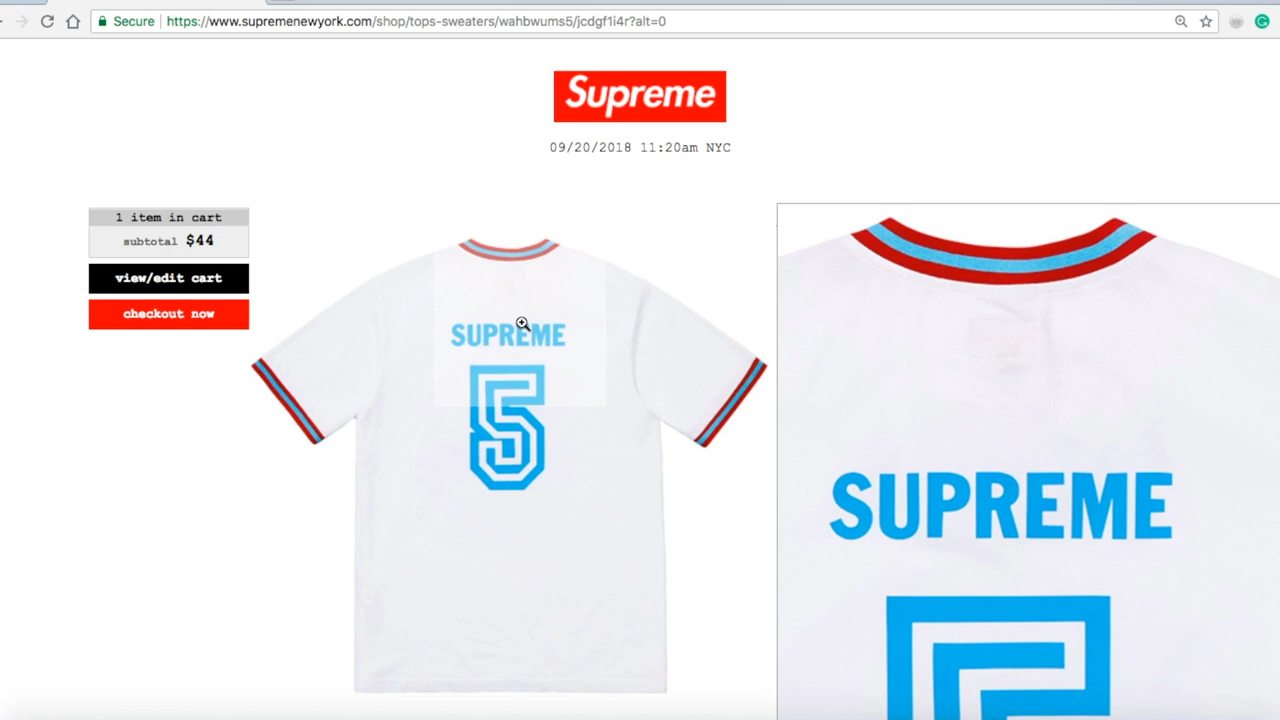 Secure
https://www.supremenewyork.com/shop/tops-sweaters/wahbwums5/jcdgf1i4r?alt=0
Supreme
09/20/2018 11:20am NYC
1 item in cart
subtotal $44
view/edit cart
checkout now
SUPREME
5
SUPREME